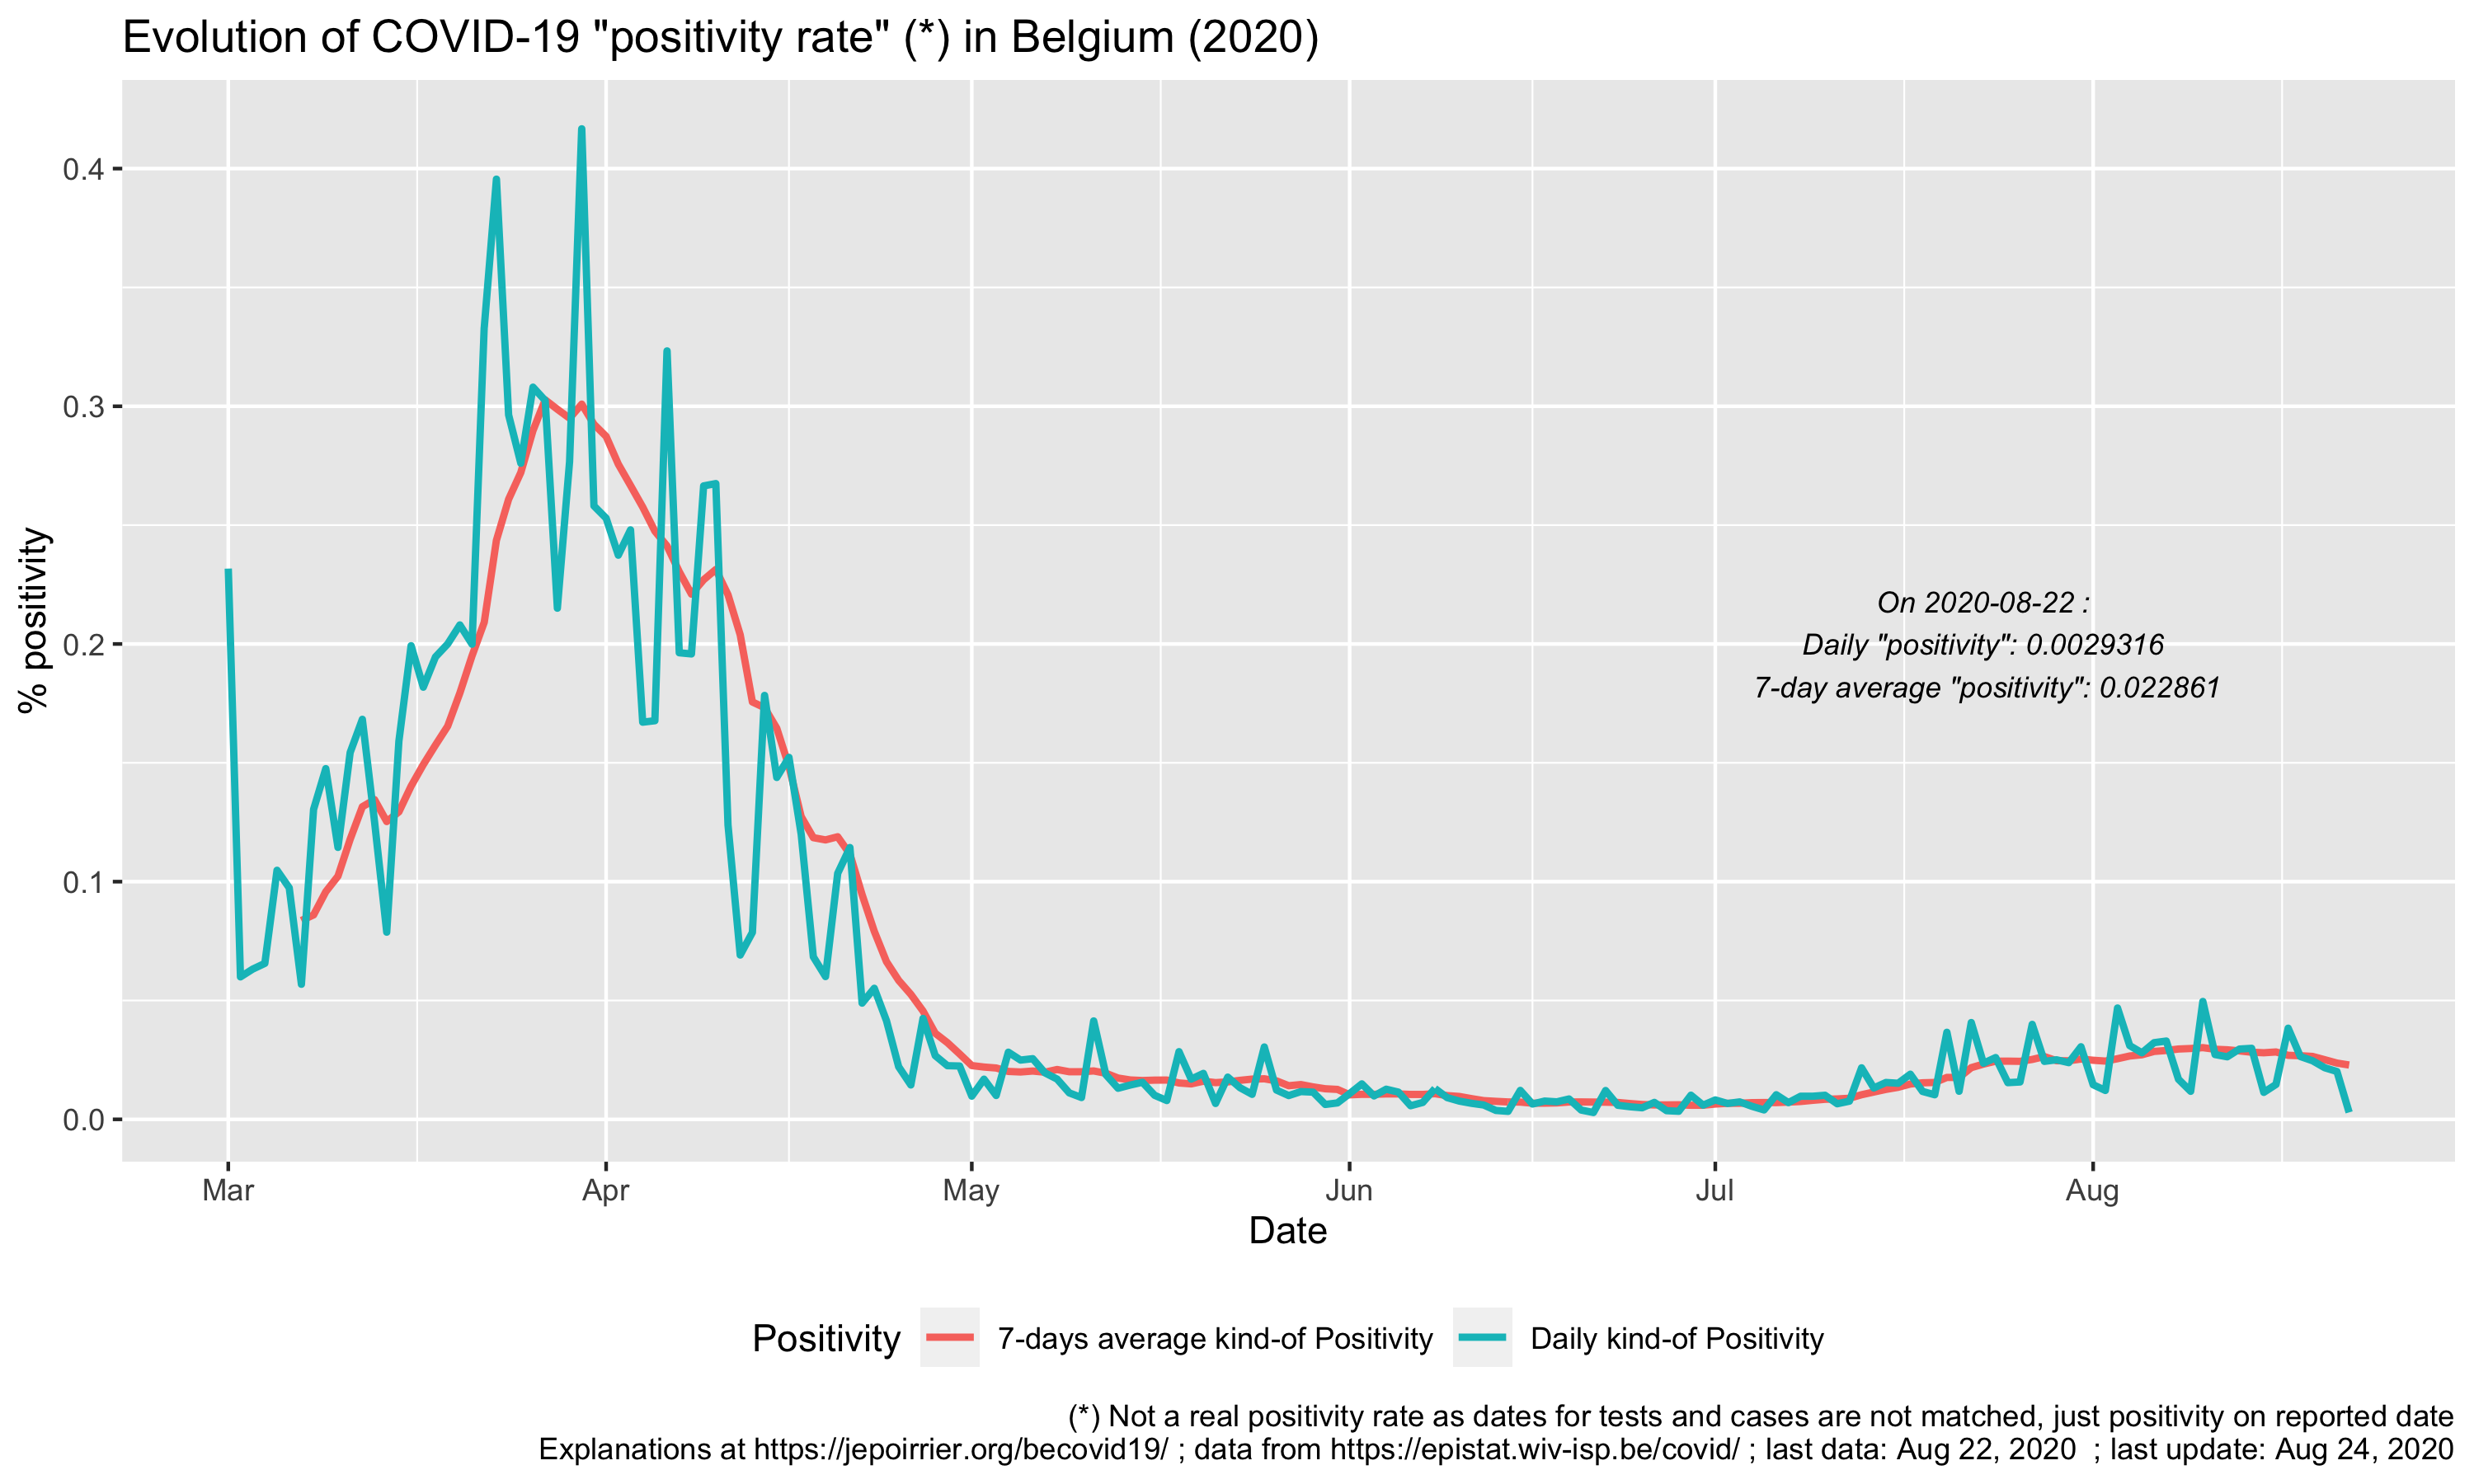 Evolution of COVID-19 "positivity rate" (*) in Belgium (2020)
% positivity
0.4
0.3
0.2
0.1
0.0
On 2020-08-22 :
Daily "positivity": 0.0029316
7-day average "positivity": 0.022861
Mar Apr May Jun Jul Aug
Date
Positivity 7-days average kind-of Positivity Daily kind-of Positivity
(*) Not a real positivity rate as dates for tests and cases are not matched, just positivity on reported date
Explanations at https://jepoirrier.org/becovid19/ ; data from https://epistat.wiv-isp.be/covid/ ; last data: Aug 22, 2020  ; last update: Aug 24, 2020